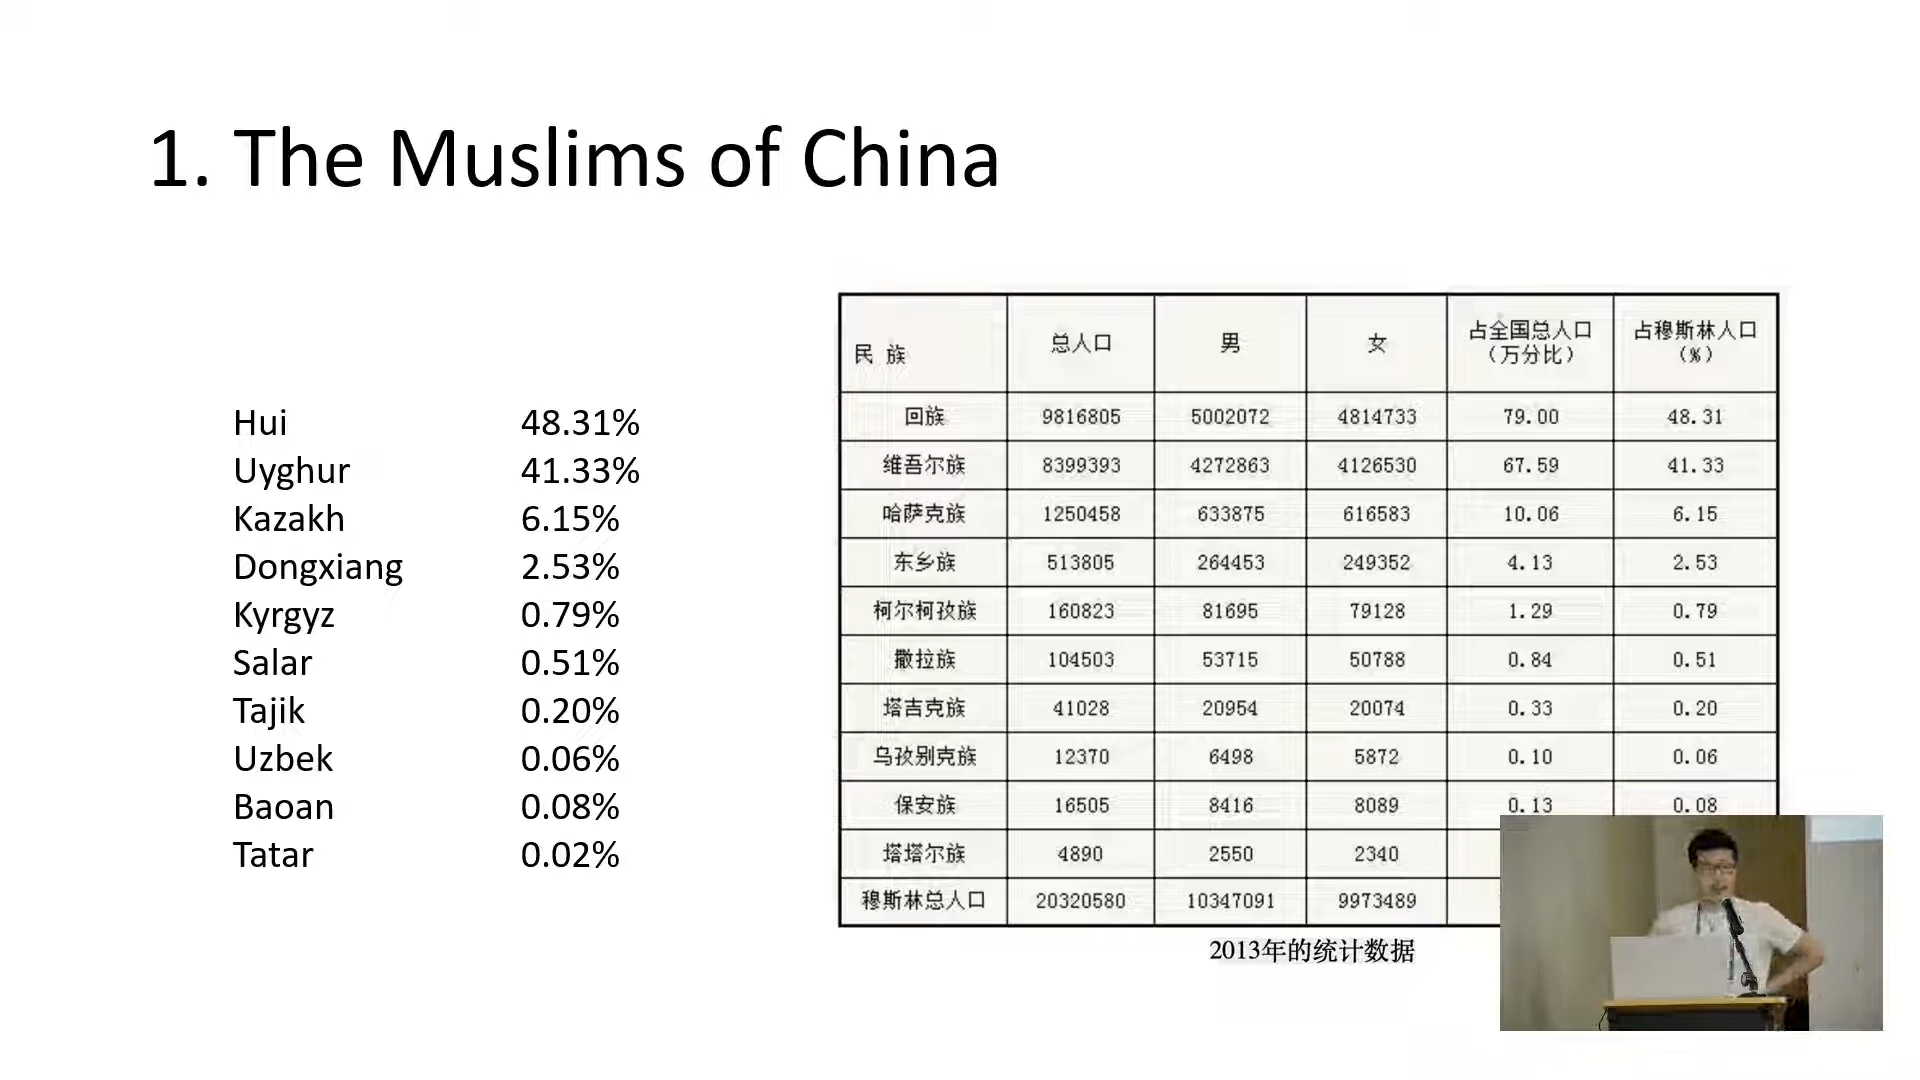 1. The Muslims of China
Hui 48.31%
Uyghur 41.33%
Kazakh 6.15%
Dongxiang 2.53%
Kyrgyz 0.79%
Salar 0.51%
Tajik 0.20%
Uzbek 0.06%
Baoan 0.08%
Tatar 0.02%
民 族 总人口 男 女 占全国总人口（万分比） 占穆斯林人口（%）
回族 9816805 5002072 4814733 79.00 48.31
维吾尔族 8399393 4272863 4126530 67.59 41.33
哈萨克族 1250458 633875 616583 10.06 6.15
东乡族 513805 264453 249352 4.13 2.53
柯尔柯孜族 160823 81695 79128 1.29 0.79
撒拉族 104503 53715 50788 0.84 0.51
塔吉克族 41028 20954 20074 0.33 0.20
乌孜别克族 12370 6498 5872 0.10 0.06
保安族 16505 8416 8089 0.13 0.08
塔塔尔族 4890 2550 2340
穆斯林总人口 20320580 10347091 9973489
2013年的统计数据